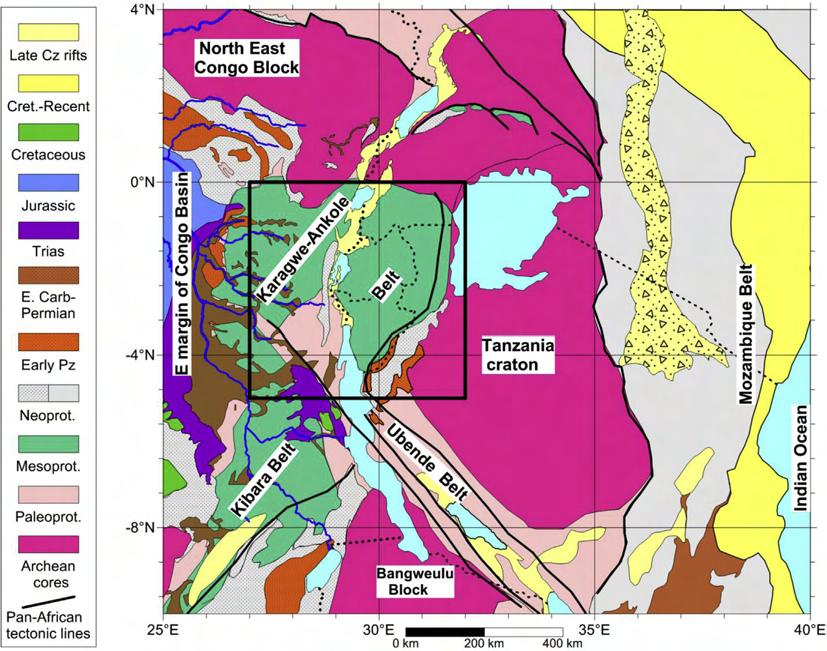 Late Cz rifts
Cret.-Recent
Cretaceous
Jurassic
Trias
E. Carb-
Permian
Early Pz
Neoprot.
Mesoprot.
Paleoprot.
Archean
cores
Pan-African
tectonic lines
4°N
0°N
-4°N
-8°N
North East
Congo Block
E margin of Congo Basin
Karagwe-Ankole
Belt
Tanzania
craton
Mozambique Belt
Indian Ocean
Ubende Belt
Kibara Belt
Bangweulu
Block
25°E
30°E
35°E
40°E
0 km
200 km
400 km